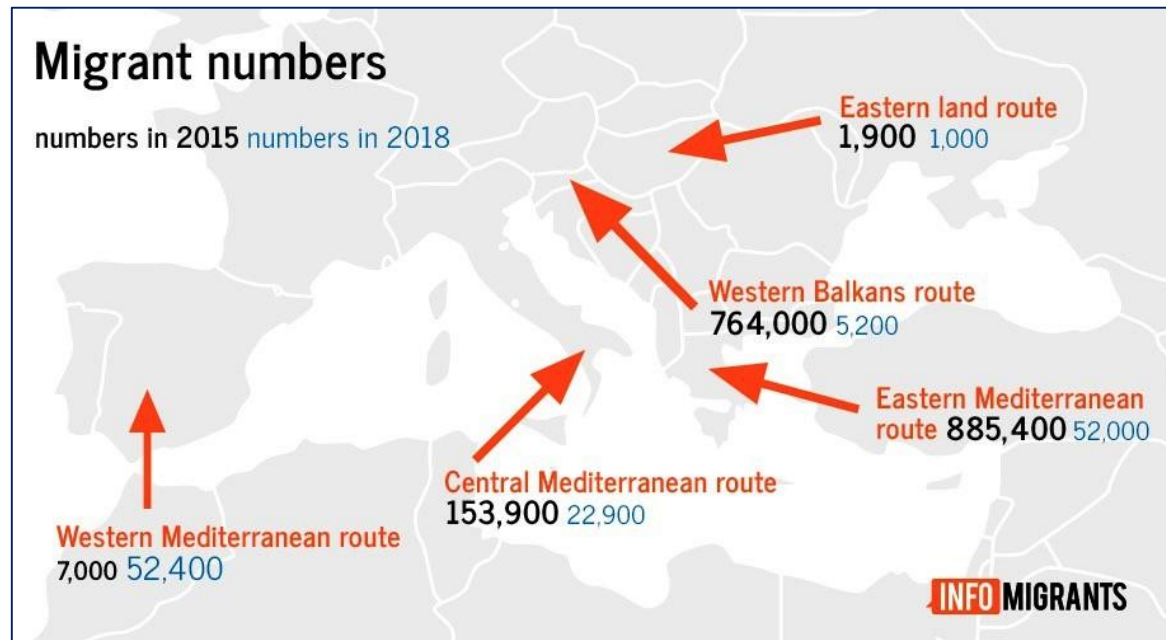 Migrant numbers
numbers in 2015 numbers in 2018
Eastern land route
1,900 1,000
Western Balkans route
764,000 5,200
Eastern Mediterranean
route 885,400 52,000
Central Mediterranean route
153,900 22,900
Western Mediterranean route
7,000 52,400
INFO MIGRANTS